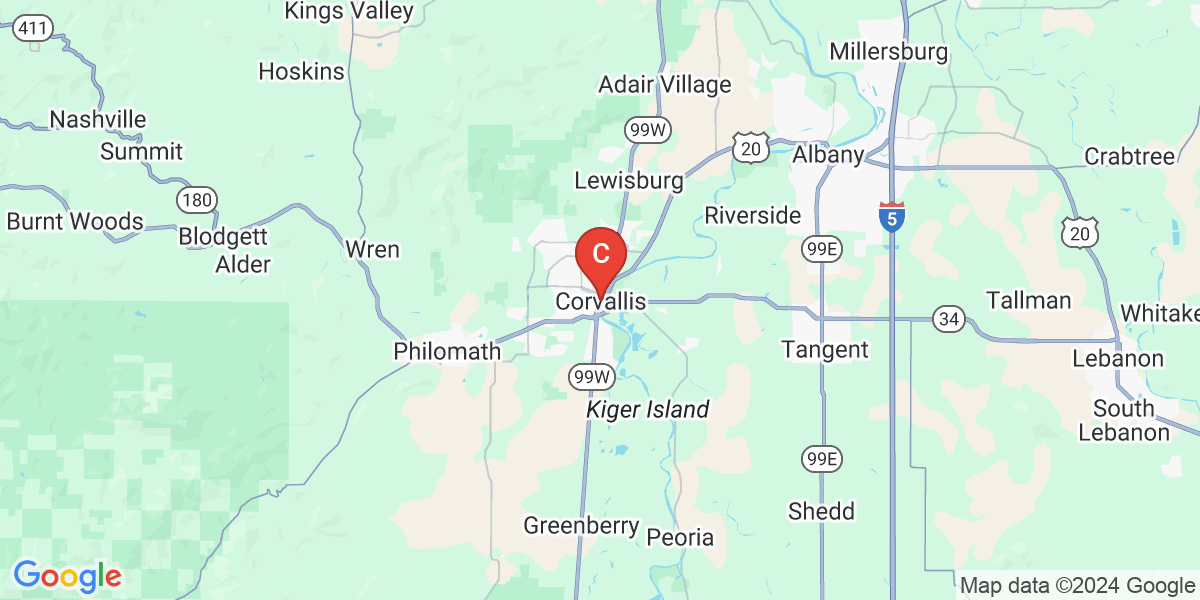 Kings Valley
411
Millersburg
Hoskins
Adair Village
Nashville
99W
Summit
20
Albany
Crabtree
Lewisburg
180
Burnt Woods
Riverside
5
Blodgett
20
Wren
99E
Alder
C
Corvallis
Tallman
Whitake
34
Philomath
Tangent
Lebanon
99W
Kiger Island
South
Lebanon
99E
Shedd
Greenberry
Peoria
Google
Map data ©2024 Google